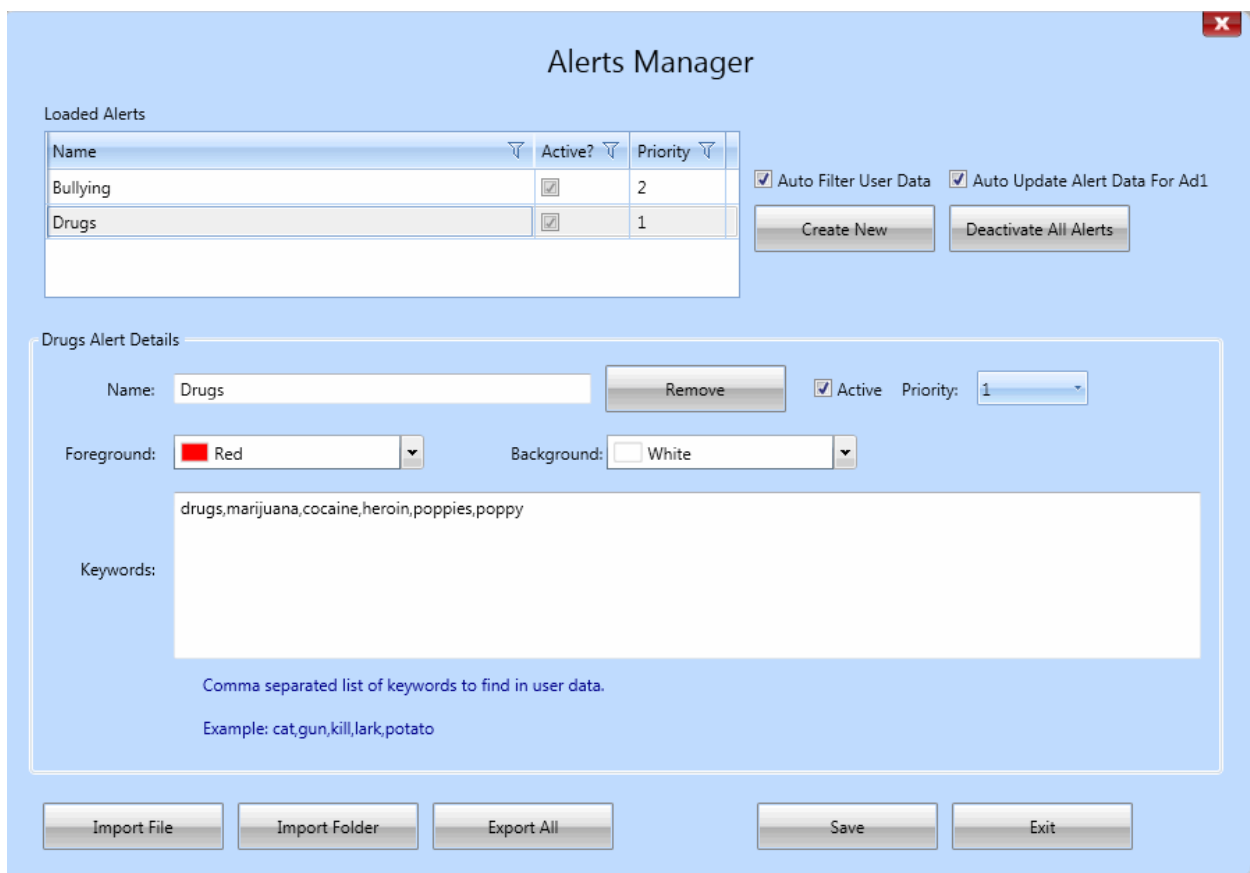 Alerts Manager
Loaded Alerts
Name Active? Priority
Bullying 2
Drugs 1
Auto Filter User Data Auto Update Alert Data For Ad1
Create New Deactivate All Alerts
Drugs Alert Details
Name: Drugs Remove Active Priority: 1
Foreground: Red Background: White
Keywords: drugs,marijuana,cocaine,heroin,poppies,poppy
Comma separated list of keywords to find in user data.
Example: cat,gun,kill,lark,potato
Import File Import Folder Export All Save Exit